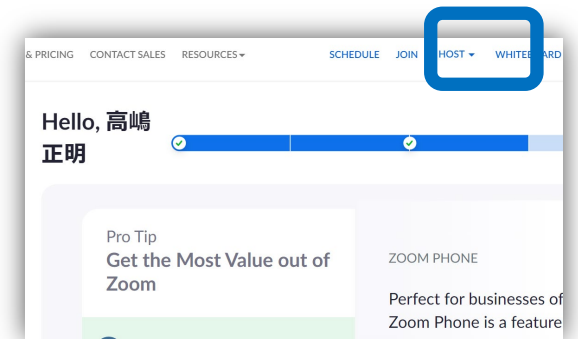 & PRICING CONTACT SALES RESOURCES SCHEDULE JOIN HOST WHITEBOARD
Hello, 高嶋
正明
Pro Tip
Get the Most Value out of
Zoom
ZOOM PHONE
Perfect for businesses of
Zoom Phone is a feature